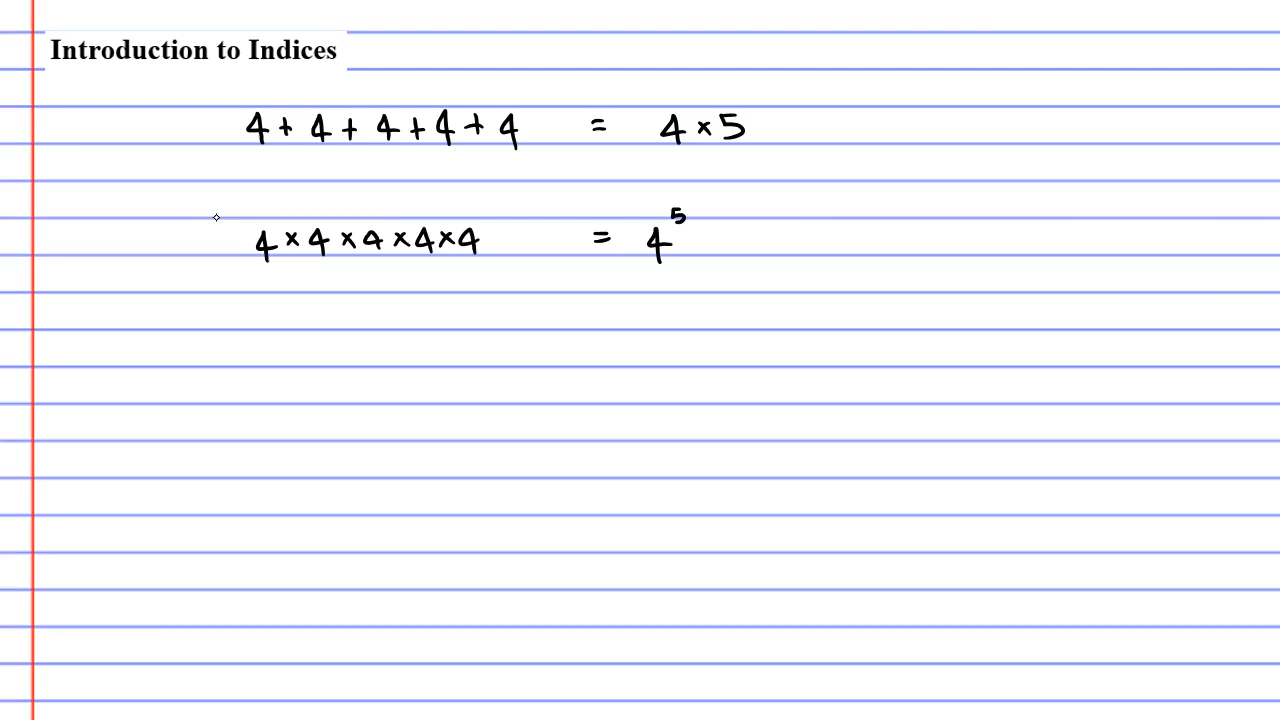 Introduction to Indices
4 + 4 + 4 + 4 + 4 = 4 × 5
4 × 4 × 4 × 4 × 4 = 4⁵